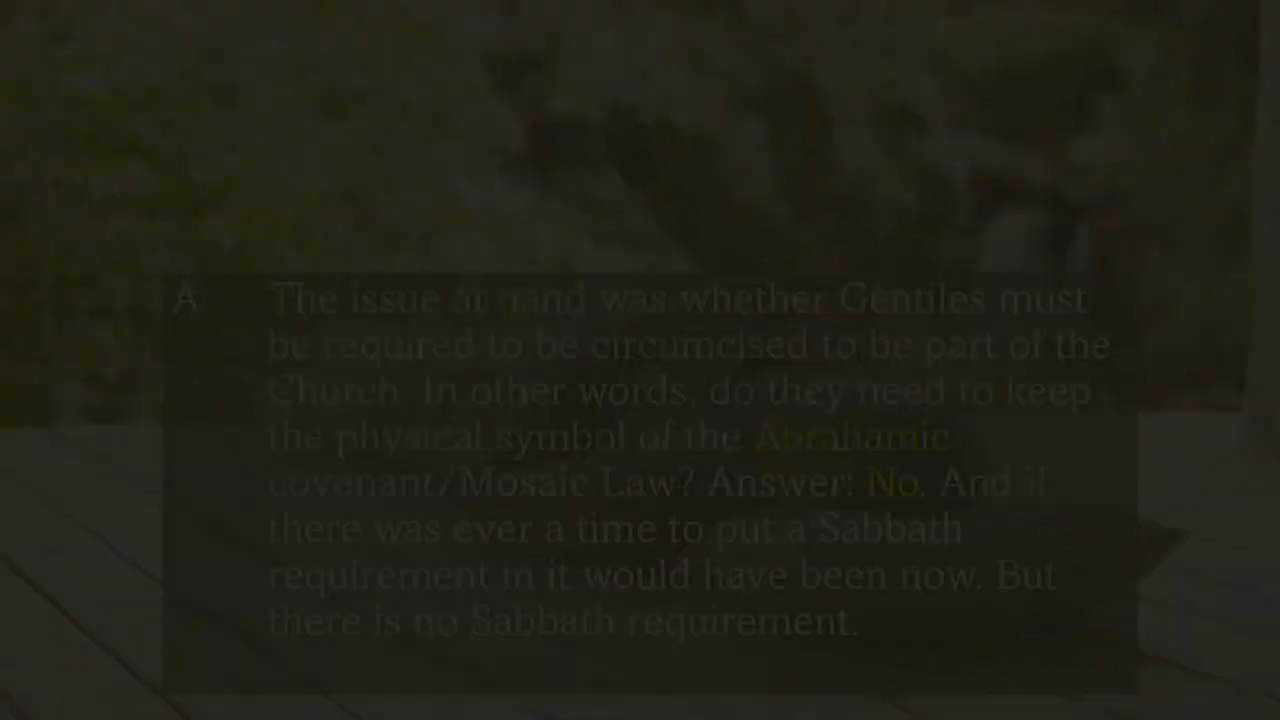 A The issue at hand was whether Gentiles must
be required to be circumcised to be part of the
Church. In other words, do they need to keep
the physical symbol of the Abrahamic
covenant/Mosaic Law? Answer: No. And if
there was ever a time to put a Sabbath
requirement in it would have been now. But
there is no Sabbath requirement.